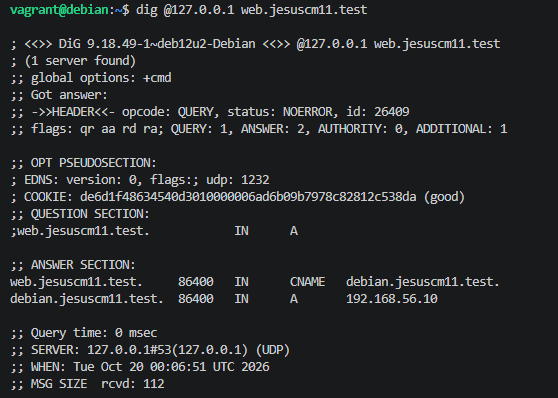 vagrant@debian:~$ dig @127.0.0.1 web.jesuscm11.test

; <<>> DiG 9.18.49-1~deb12u2-Debian <<>> @127.0.0.1 web.jesuscm11.test
; (1 server found)
;; global options: +cmd
;; Got answer:
;; ->>HEADER<<- opcode: QUERY, status: NOERROR, id: 26409
;; flags: qr aa rd ra; QUERY: 1, ANSWER: 2, AUTHORITY: 0, ADDITIONAL: 1

;; OPT PSEUDOSECTION:
; EDNS: version: 0, flags:; udp: 1232
; COOKIE: de6d1f48634540d3010000006ad6b09b7978c82812c538da (good)
;; QUESTION SECTION:
;web.jesuscm11.test. IN A

;; ANSWER SECTION:
web.jesuscm11.test. 86400 IN CNAME debian.jesuscm11.test.
debian.jesuscm11.test. 86400 IN A 192.168.56.10

;; Query time: 0 msec
;; SERVER: 127.0.0.1#53(127.0.0.1) (UDP)
;; WHEN: Tue Oct 20 00:06:51 UTC 2026
;; MSG SIZE rcvd: 112